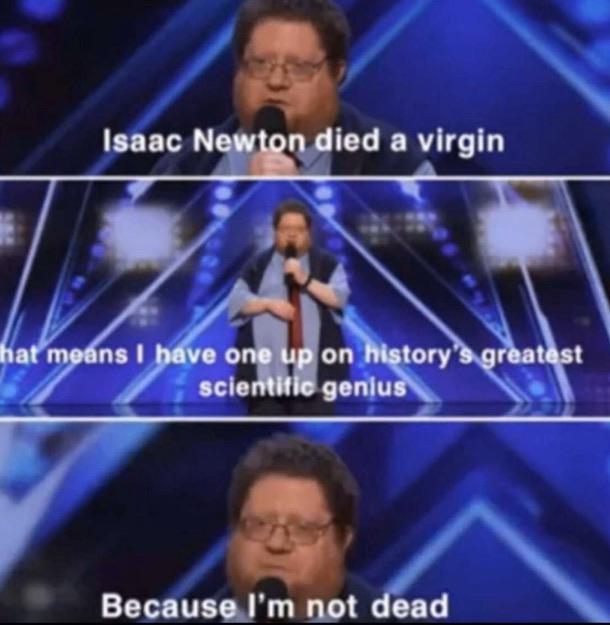 Isaac Newton died a virgin
hat means I have one up on history's greatest
scientific genius
Because I'm not dead